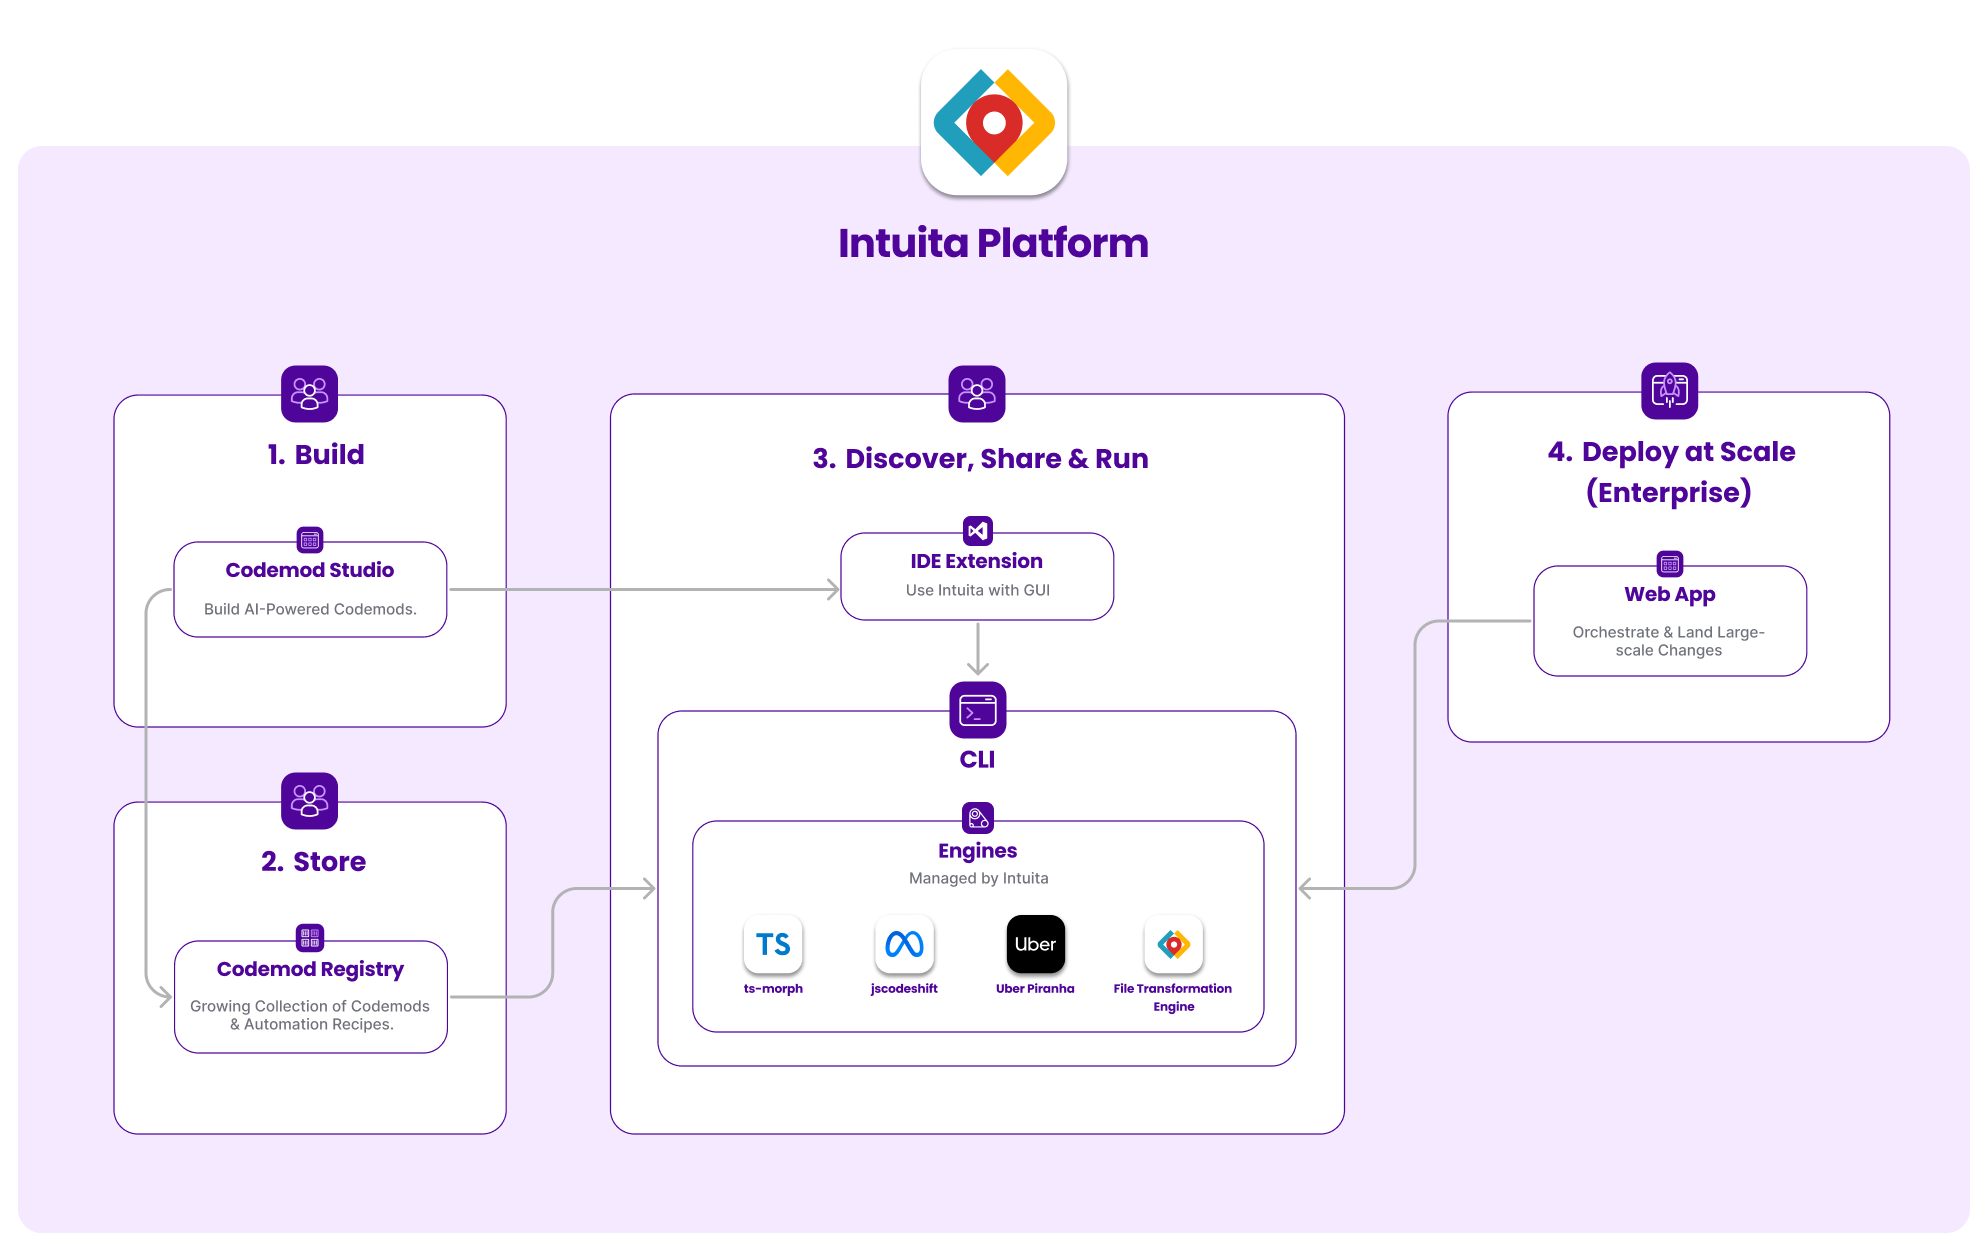 Intuita Platform
1. Build
Codemod Studio
Build AI-Powered Codemods.
2. Store
Codemod Registry
Growing Collection of Codemods
& Automation Recipes.
3. Discover, Share & Run
IDE Extension
Use Intuita with GUI
CLI
Engines
Managed by Intuita
TS
ts-morph
jscodeshift
Uber
Uber Piranha
File Transformation
Engine
4. Deploy at Scale
(Enterprise)
Web App
Orchestrate & Land Large-
scale Changes